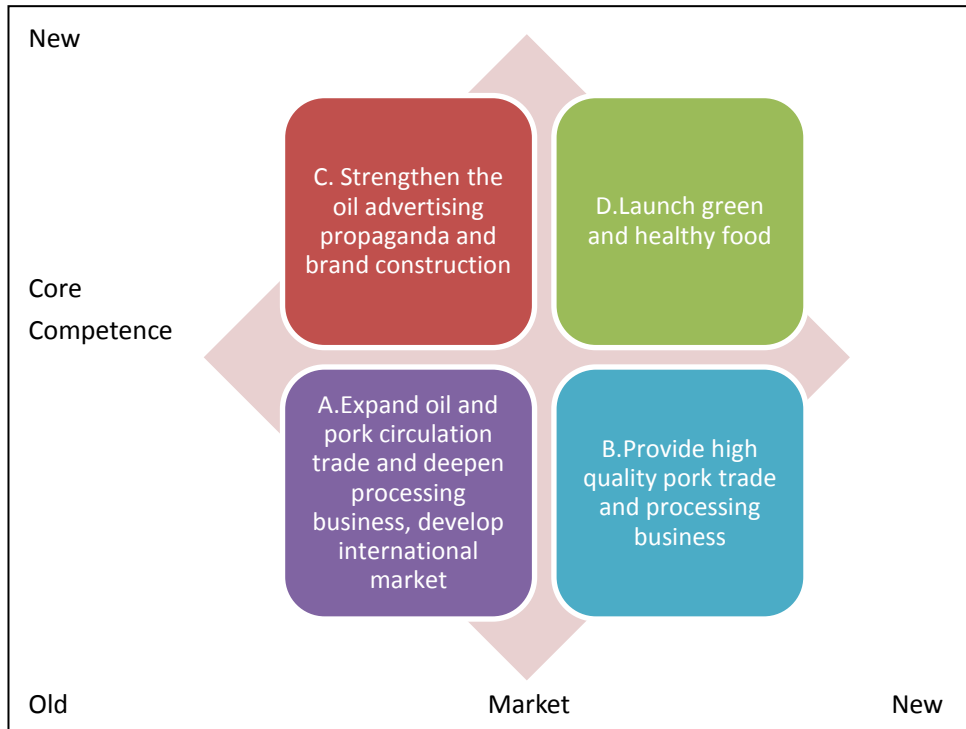 New
C. Strengthen the
oil advertising
propaganda and
brand construction
D.Launch green
and healthy food
Core
Competence
A.Expand oil and
pork circulation
trade and deepen
processing
business, develop
international
market
B.Provide high
quality pork trade
and processing
business
Old
Market
New